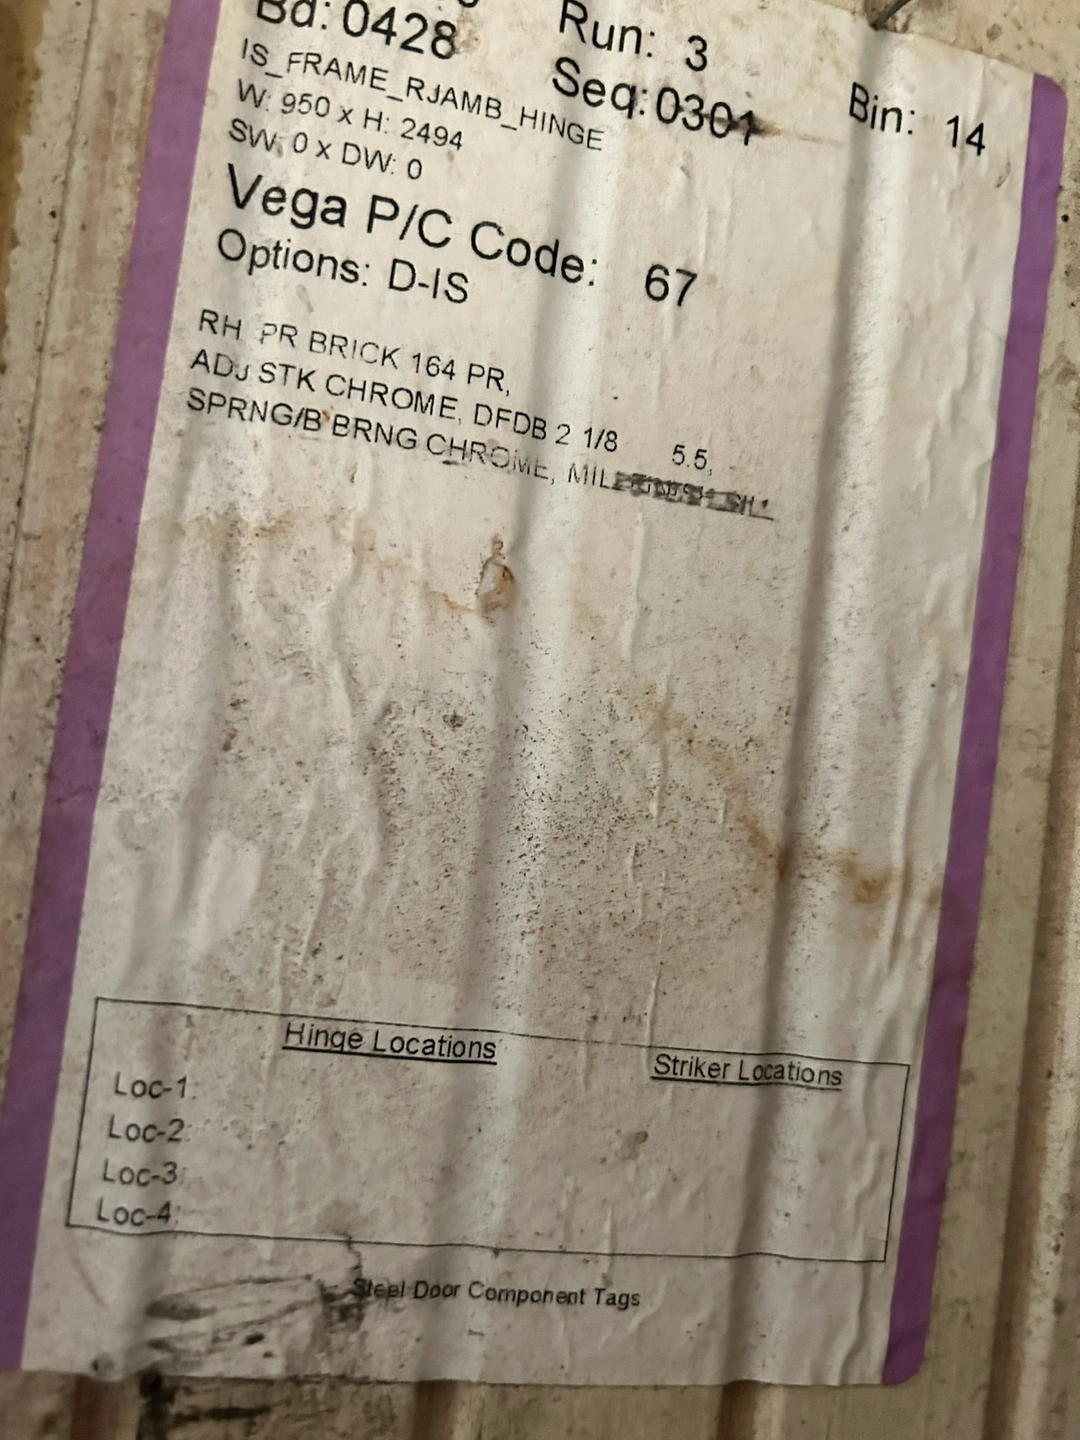 Bd: 0428
Run: 3
Seq: 0301
Bin: 14
IS_FRAME_RJAMB_HINGE
W: 950 x H: 2494
SW: 0 x DW: 0
Vega P/C Code: 67
Options: D-IS
RH PR BRICK 164 PR,
ADJ STK CHROME, DFDB 2 1/8 5.5,
SPRNG/B BRNG CHROME,
Hinge Locations
Striker Locations
Loc-1:
Loc-2:
Loc-3:
Loc-4:
Steel Door Component Tags